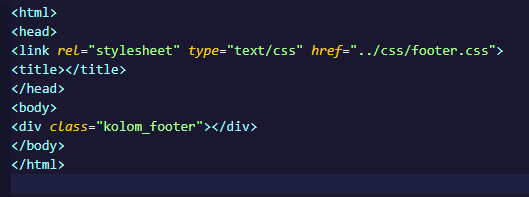 <html>
<head>
<link rel="stylesheet" type="text/css" href="../css/footer.css">
<title></title>
</head>
<body>
<div class="kolom_footer"></div>
</body>
</html>